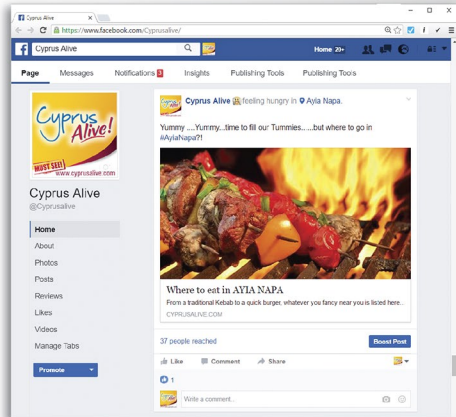 Cyprus Alive
https://www.facebook.com/Cyprusalive/
Cyprus Alive
Home 20+
Page Messages Notifications 3 Insights Publishing Tools Publishing Tools
Cyprus
Alive!
MUST SEE!
www.cyprusalive.com
Cyprus Alive
@Cyprusalive
Home
About
Photos
Posts
Reviews
Likes
Videos
Manage Tabs
Promote
Cyprus Alive feeling hungry in Ayia Napa.
Yummy ....Yummy...time to fill our Tummies......but where to go in
#AyiaNapa?!
Where to eat in AYIA NAPA
From a traditional Kebab to a quick burger, whatever you fancy near you is listed here...
CYPRUSALIVE.COM
37 people reached
Boost Post
Like Comment Share
1
Write a comment...